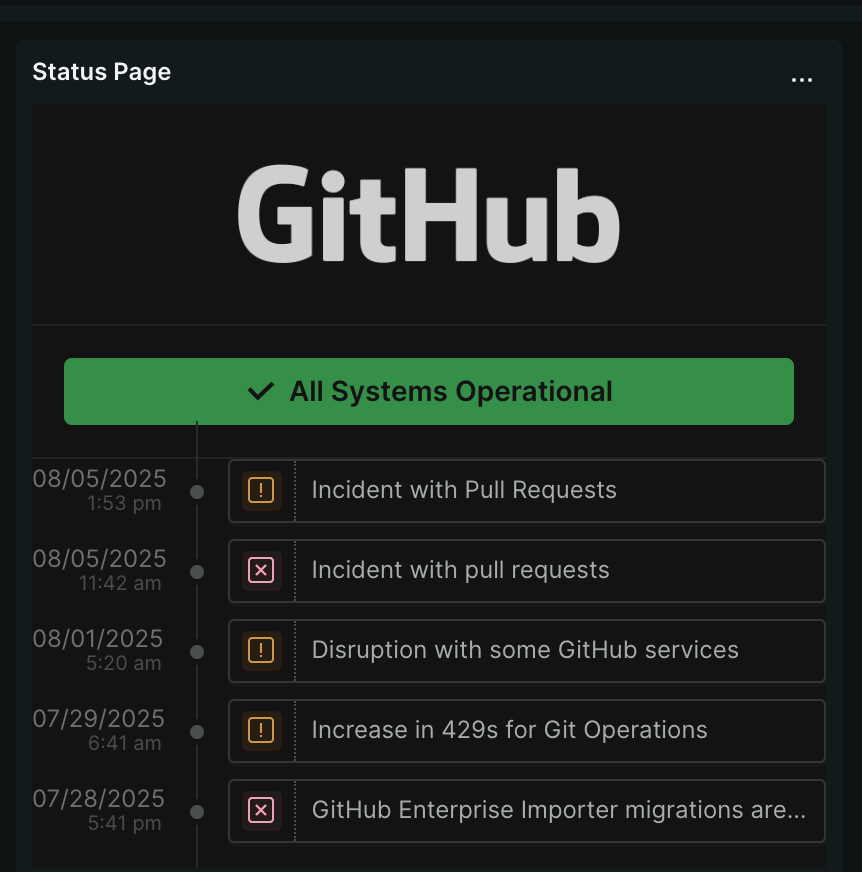 Status Page
...
GitHub
All Systems Operational
08/05/2025
1:53 pm
Incident with Pull Requests
08/05/2025
11:42 am
Incident with pull requests
08/01/2025
5:20 am
Disruption with some GitHub services
07/29/2025
6:41 am
Increase in 429s for Git Operations
07/28/2025
5:41 pm
GitHub Enterprise Importer migrations are...